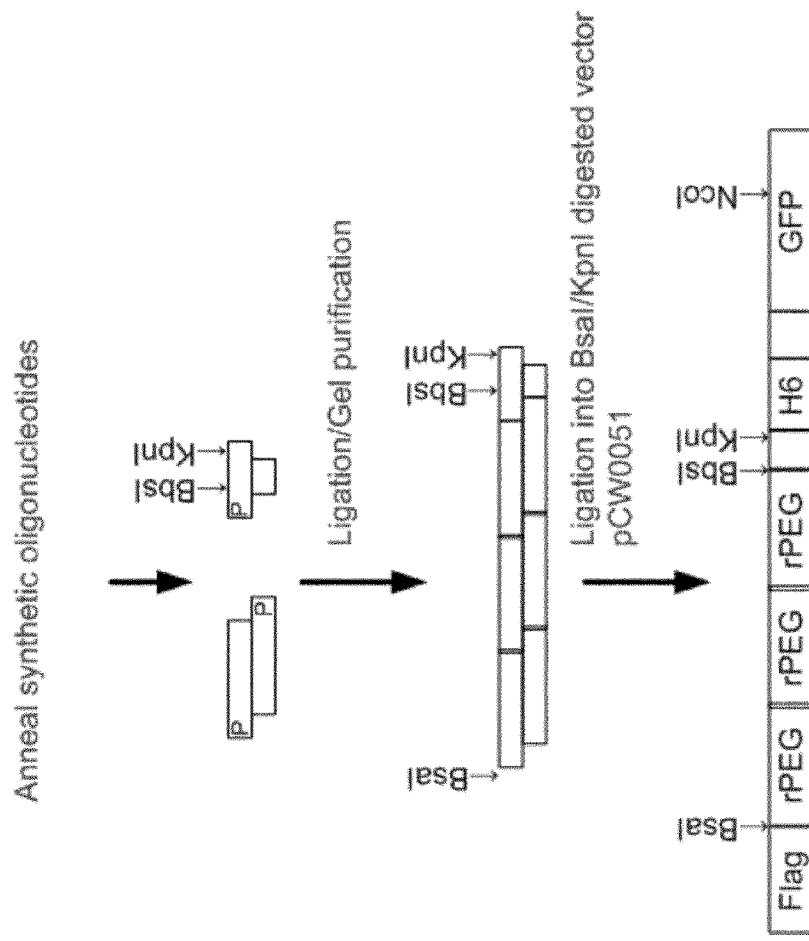 Anneal synthetic oligonucleotides
P
P
P
BbsI
KpnI
Ligation/Gel purification
BsaI
BbsI
KpnI
Ligation into BsaI/KpnI digested vector
pCW0051
BsaI
BbsI
KpnI
NcoI
Flag rPEG rPEG rPEG H6 GFP